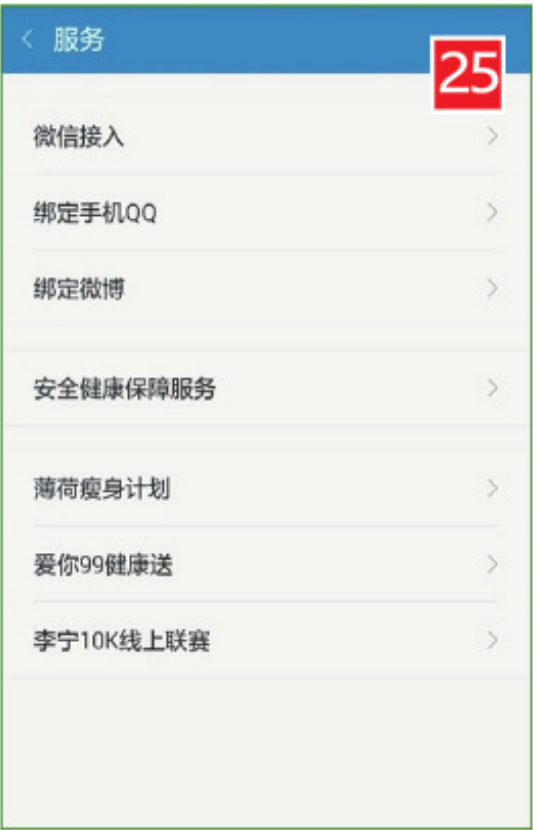 服务
25
微信接入
绑定手机QQ
绑定微博
安全健康保障服务
薄荷瘦身计划
爱你99健康送
李宁10K线上联赛